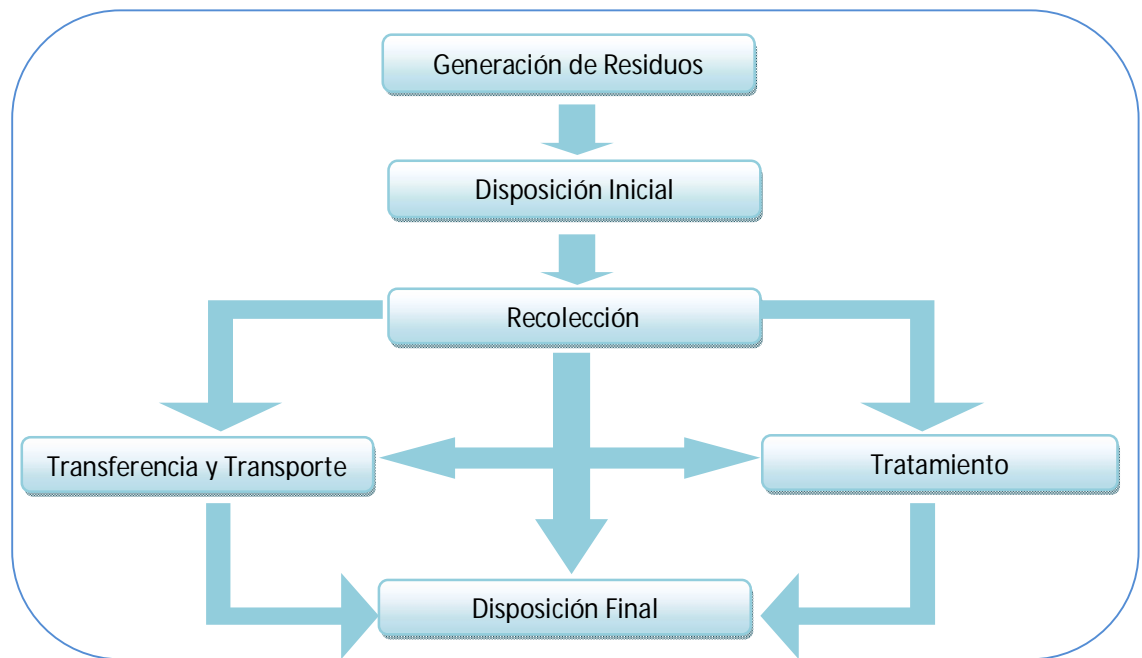 Generación de Residuos
Disposición Inicial
Recolección
Transferencia y Transporte
Tratamiento
Disposición Final